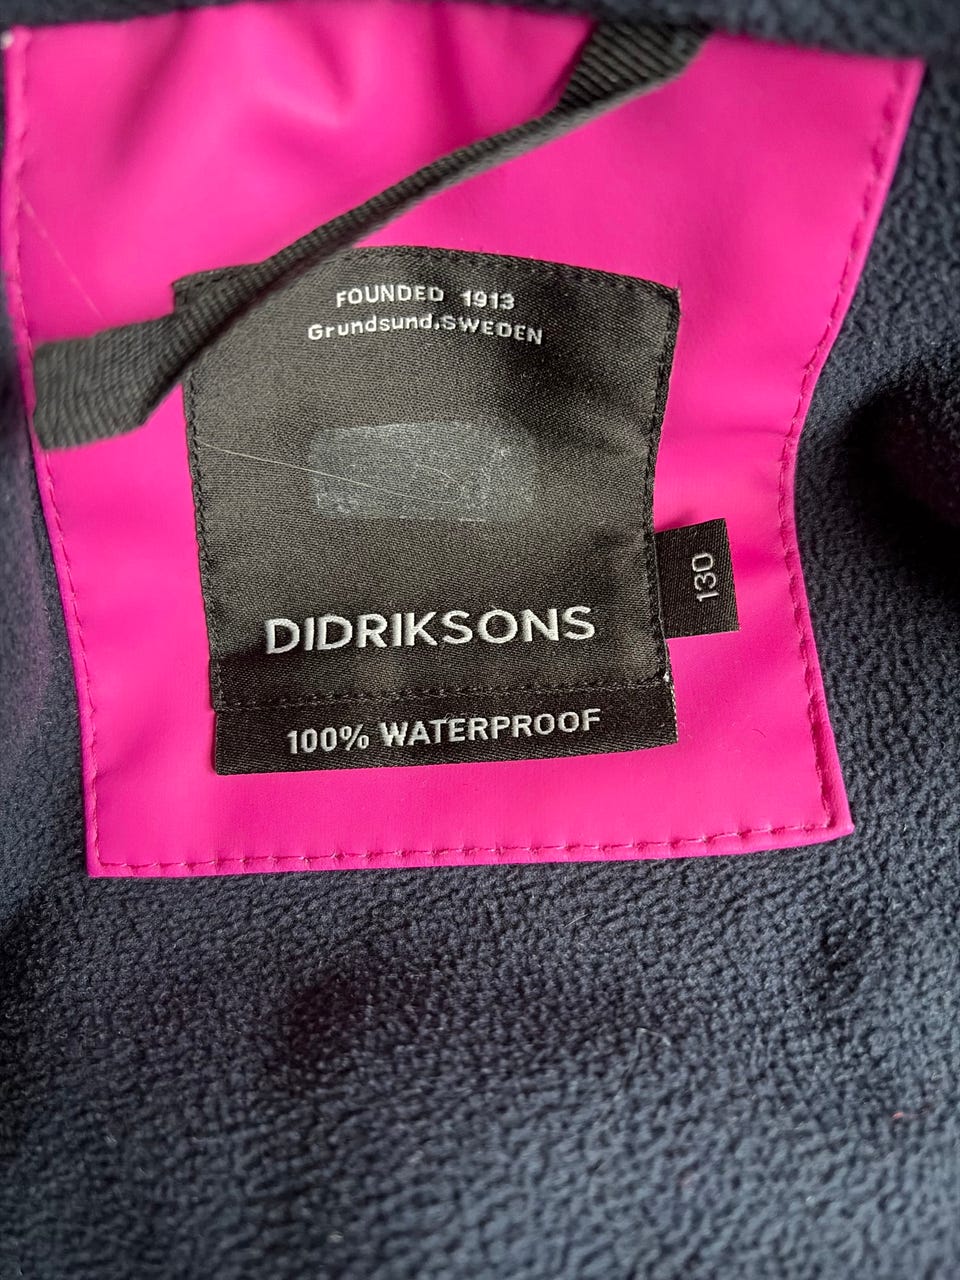 FOUNDED 1913
Grundsund.SWEDEN
DIDRIKSONS
130
100% WATERPROOF